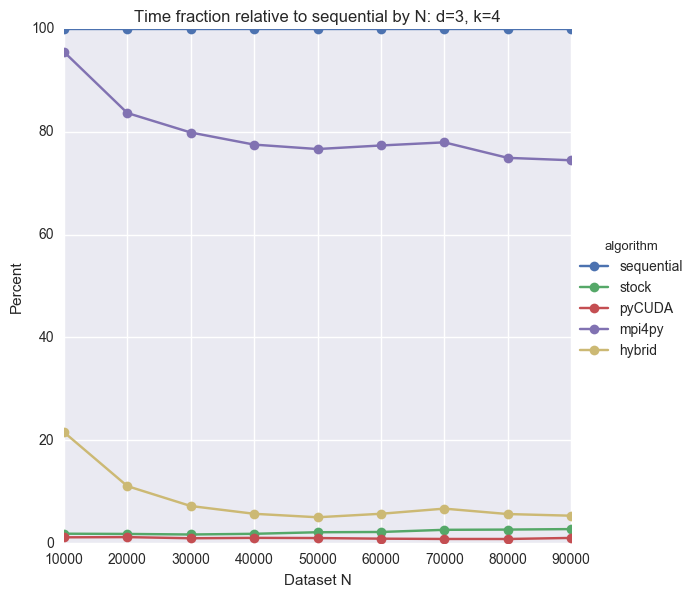 Time fraction relative to sequential by N: d=3, k=4
100
80
60
40
20
0
Percent
10000 20000 30000 40000 50000 60000 70000 80000 90000
Dataset N
algorithm
sequential
stock
pyCUDA
mpi4py
hybrid